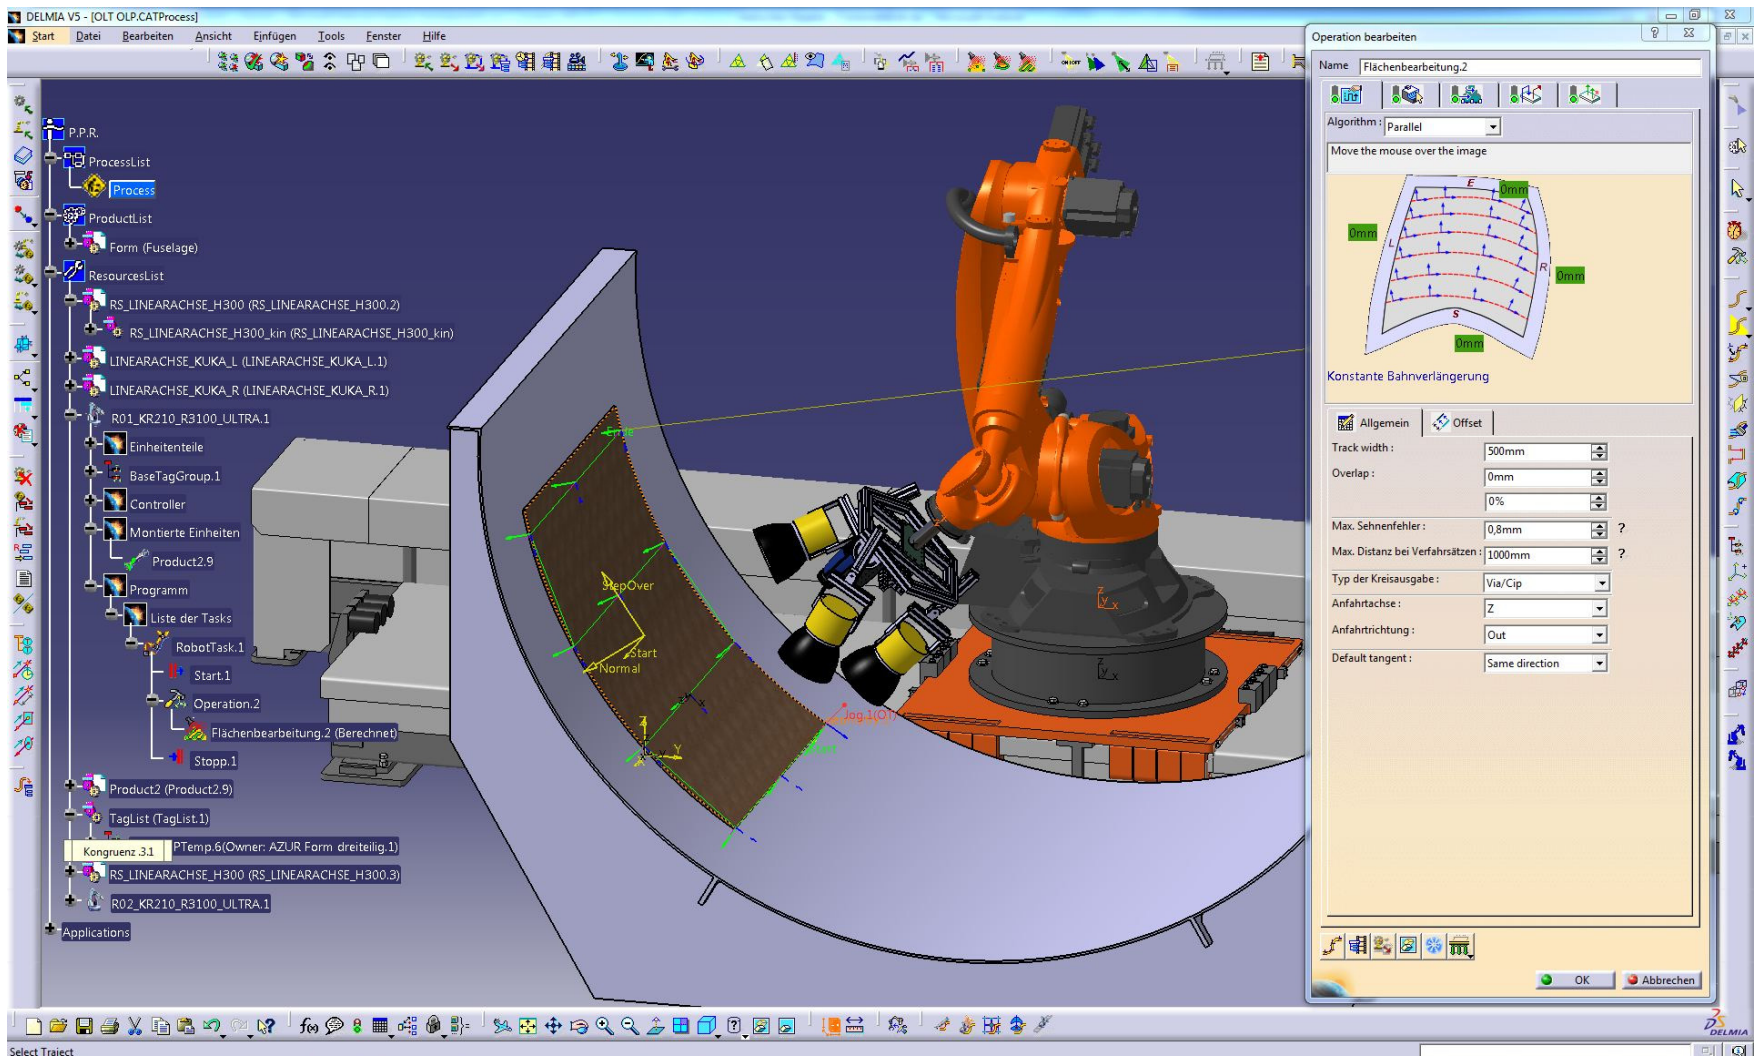 DELMIA V5 - [OLT OLP.CATProcess]
Start Datei Bearbeiten Ansicht Einfügen Tools Fenster Hilfe
P.P.R.
ProcessList
Process
ProductList
Form (Fuselage)
ResourcesList
RS_LINEARACHSE_H300 (RS_LINEARACHSE_H300.2)
RS_LINEARACHSE_H300_kin (RS_LINEARACHSE_H300_kin)
LINEARACHSE_KUKA_L (LINEARACHSE_KUKA_L.1)
LINEARACHSE_KUKA_R (LINEARACHSE_KUKA_R.1)
R01_KR210_R3100_ULTRA.1
Einheitenteile
BaseTagGroup.1
Controller
Montierte Einheiten
Product2.9
Programm
Liste der Tasks
RobotTask.1
Start.1
Operation.2
Flächenbearbeitung.2 (Berechnet)
Stopp.1
Product2 (Product2.9)
TagList (TagList.1)
PTemp.6(Owner: AZUR Form dreiteilig.1)
Kongruenz .3.1
RS_LINEARACHSE_H300 (RS_LINEARACHSE_H300.3)
R02_KR210_R3100_ULTRA.1
Applications
Ende
StepOver
Start
Normal
Jog.1(OT)
Start
Z
Y
Z
Y X
Z
Y X
Operation bearbeiten
Name Flächenbearbeitung.2
Algorithm : Parallel
Move the mouse over the image
E
0mm
0mm
L
R
0mm
S
0mm
Konstante Bahnverlängerung
Allgemein Offset
Track width : 500mm
Overlap : 0mm
0%
Max. Sehnenfehler : 0,8mm ?
Max. Distanz bei Verfahrsätzen : 1000mm ?
Typ der Kreisausgabe : Via/Cip
Anfahrtachse : Z
Anfahrtrichtung : Out
Default tangent : Same direction
OK Abbrechen
DELMIA
Select Traject